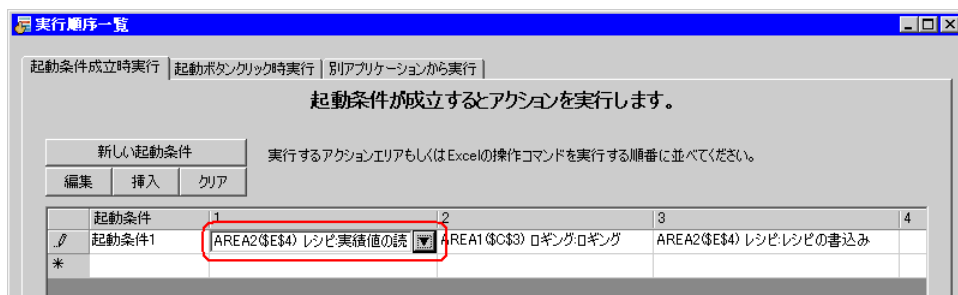 実行順序一覧
起動条件成立時実行 起動ボタンクリック時実行 別アプリケーションから実行
起動条件が成立するとアクションを実行します。
新しい起動条件
実行するアクションエリアもしくはExcelの操作コマンドを実行する順番に並べてください。
編集 挿入 クリア
起動条件 1 2 3 4
起動条件1 AREA2($E$4) レシピ:実績値の読 AREA1($C$3) ロギング:ロギング AREA2($E$4) レシピ:レシピの書込み
*